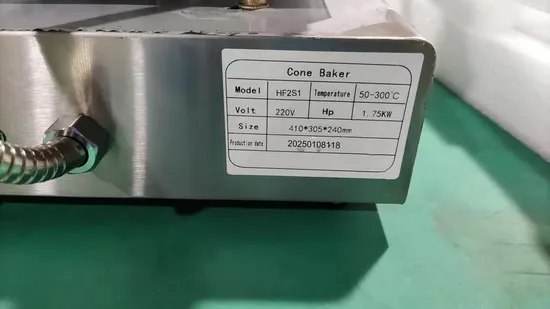 Cone Baker
Model HF2S1 Temperature 50-300℃
Volt 220V Hp 1.75KW
Size 410*305*240mm
Production date 20250108118